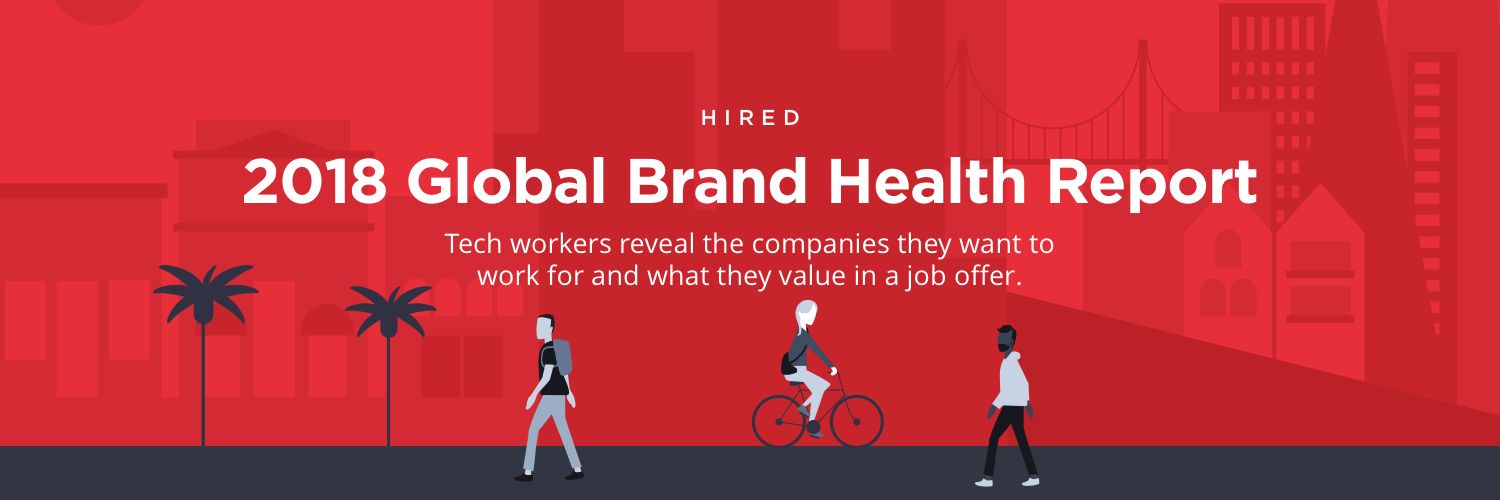 HIRED
2018 Global Brand Health Report
Tech workers reveal the companies they want to
work for and what they value in a job offer.